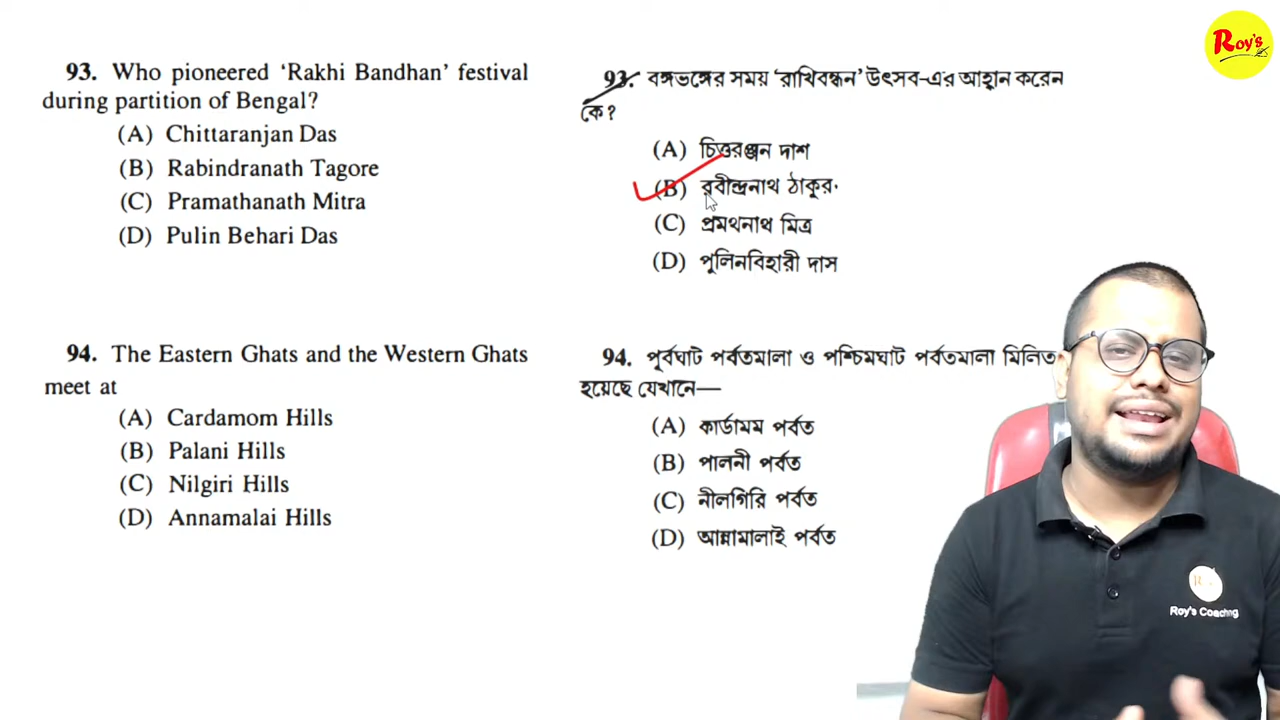 93. Who pioneered ‘Rakhi Bandhan’ festival
during partition of Bengal?
(A) Chittaranjan Das
(B) Rabindranath Tagore
(C) Pramathanath Mitra
(D) Pulin Behari Das
94. The Eastern Ghats and the Western Ghats
meet at
(A) Cardamom Hills
(B) Palani Hills
(C) Nilgiri Hills
(D) Annamalai Hills
93. বঙ্গভঙ্গের সময় ‘রাখিবন্ধন’ উৎসব-এর আহ্বান করেন
কে?
(A) চিত্তরঞ্জন দাশ
(B) রবীন্দ্রনাথ ঠাকুর
(C) প্রমথনাথ মিত্র
(D) পুলিনবিহারী দাস
94. পূর্বঘাট পর্বতমালা ও পশ্চিমঘাট পর্বতমালা মিলিত
হয়েছে যেখানে—
(A) কার্ডামম পর্বত
(B) পালনী পর্বত
(C) নীলগিরি পর্বত
(D) আন্নামালাই পর্বত
Roy's
Roy's Coaching